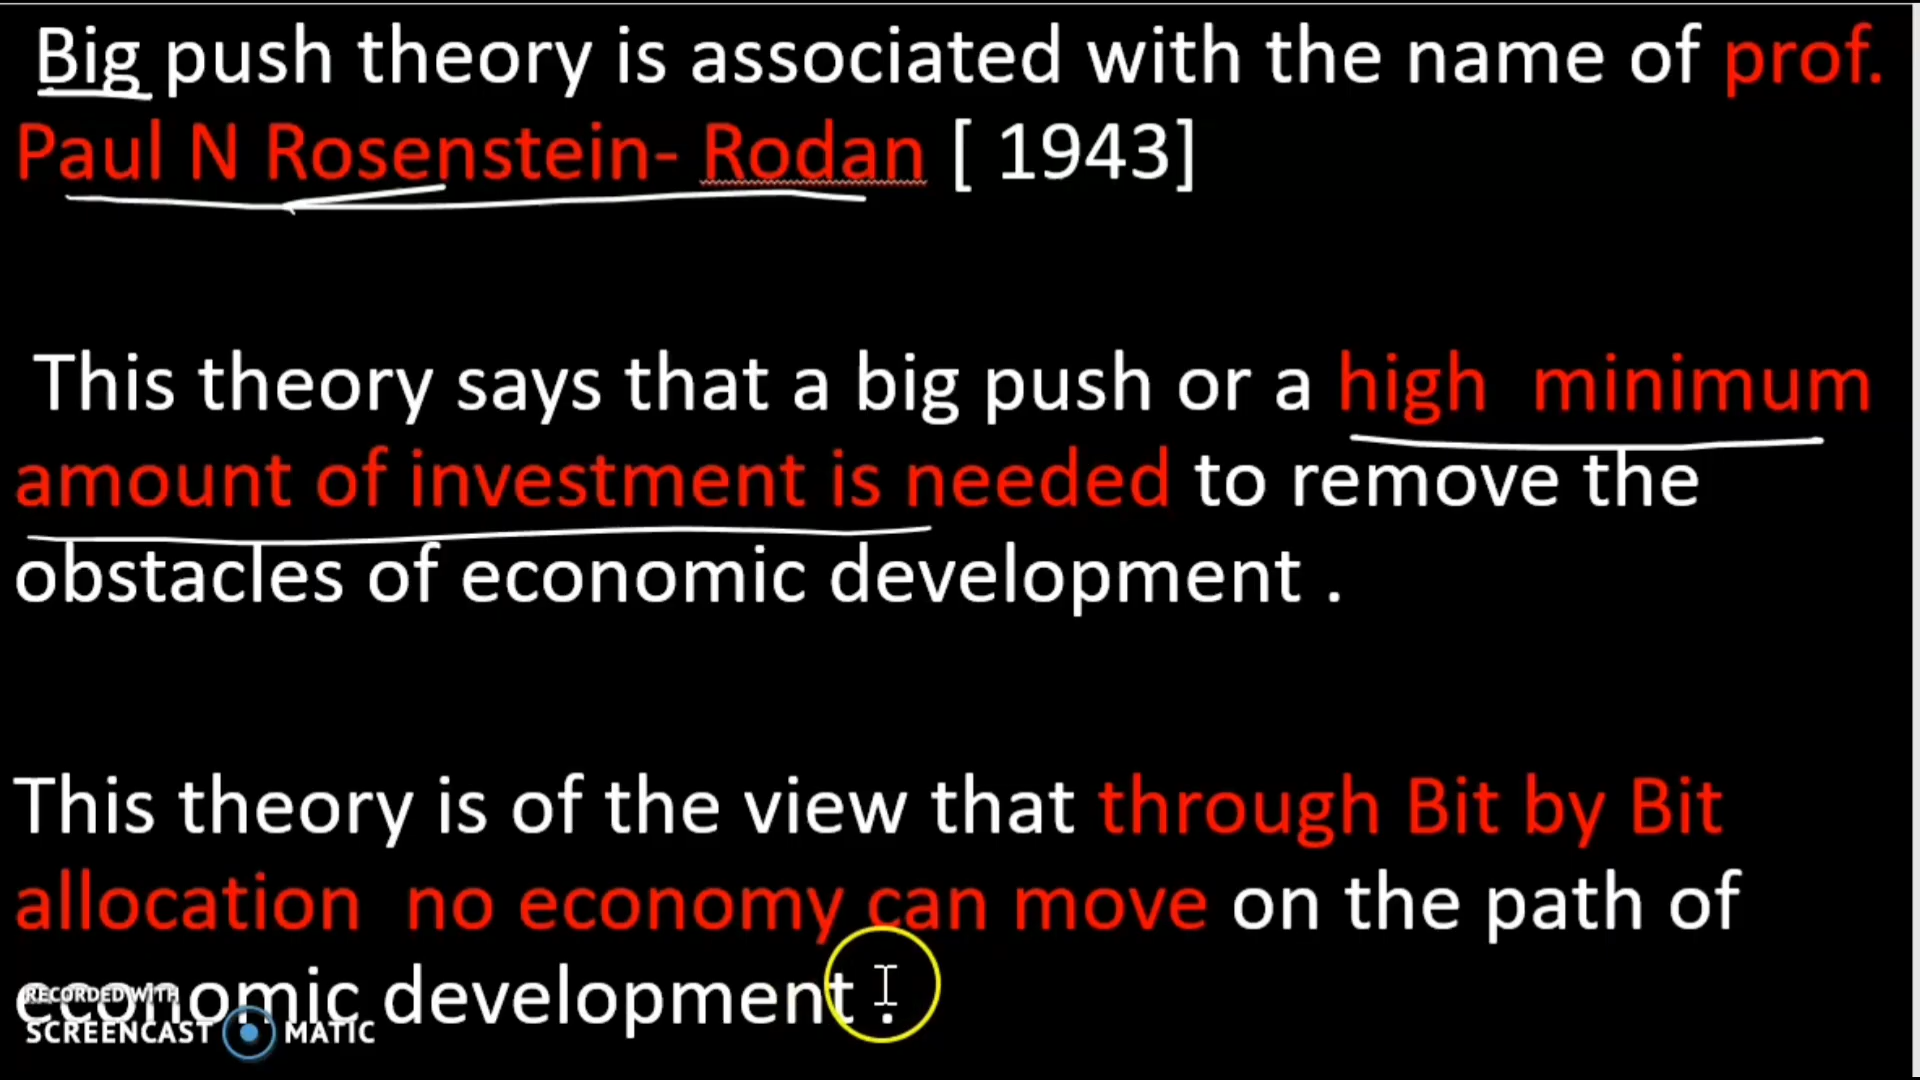 Big push theory is associated with the name of prof.
Paul N Rosenstein- Rodan [ 1943]
This theory says that a big push or a high minimum
amount of investment is needed to remove the
obstacles of economic development .
This theory is of the view that through Bit by Bit
allocation no economy can move on the path of
economic development .
RECORDED WITH
SCREENCAST MATIC